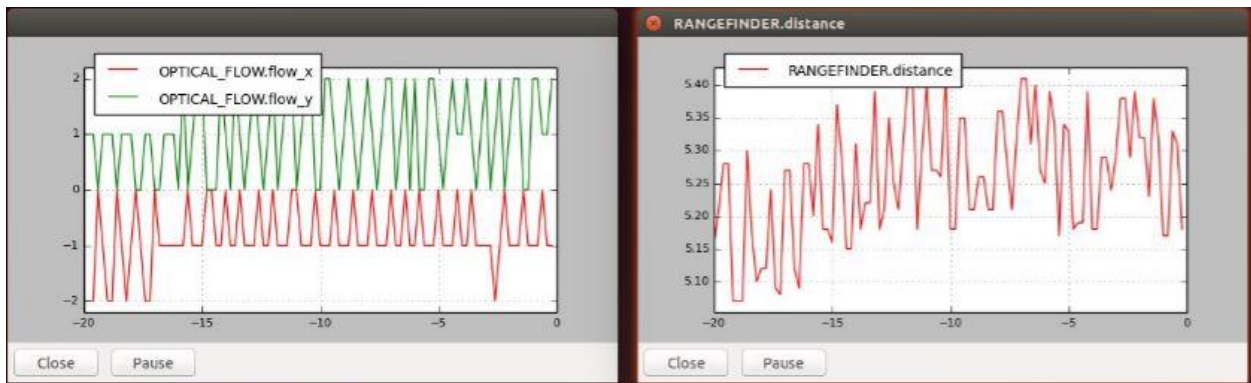 OPTICAL_FLOW.flow_x
OPTICAL_FLOW.flow_y
2
1
0
−1
−2
−20
−15
−10
−5
0
Close
Pause
RANGEFINDER.distance
RANGEFINDER.distance
5.40
5.35
5.30
5.25
5.20
5.15
5.10
−20
−15
−10
−5
0
Close
Pause